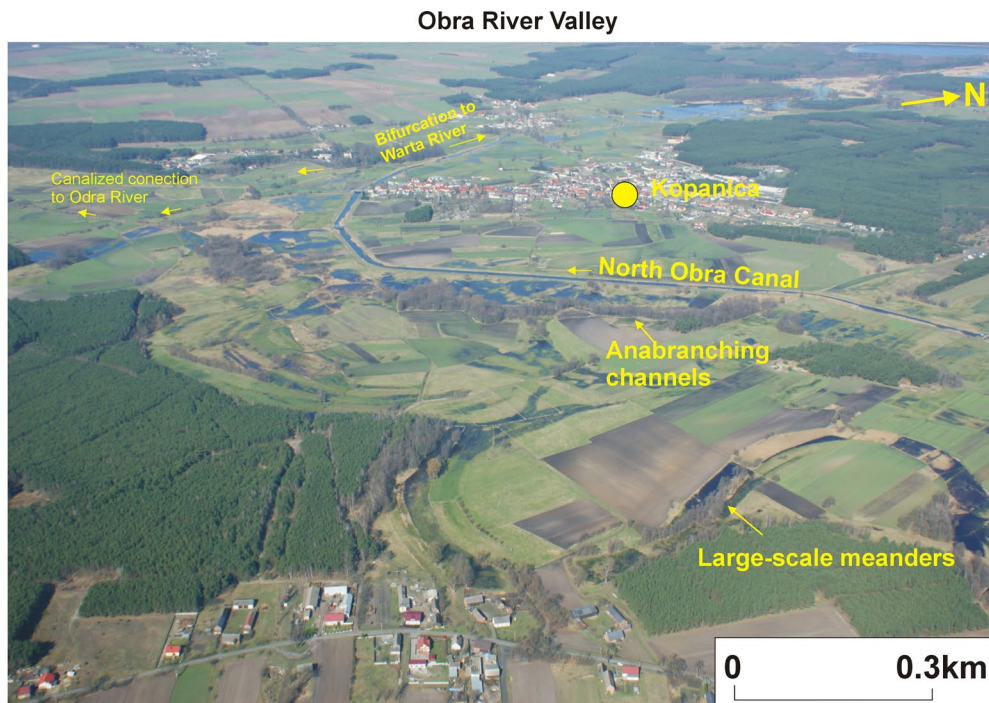 Obra River Valley
N
Bifurcation to
Warta River
Canalized conection
to Odra River
Kopanica
North Obra Canal
Anabranching
channels
Large-scale meanders
0 0.3km